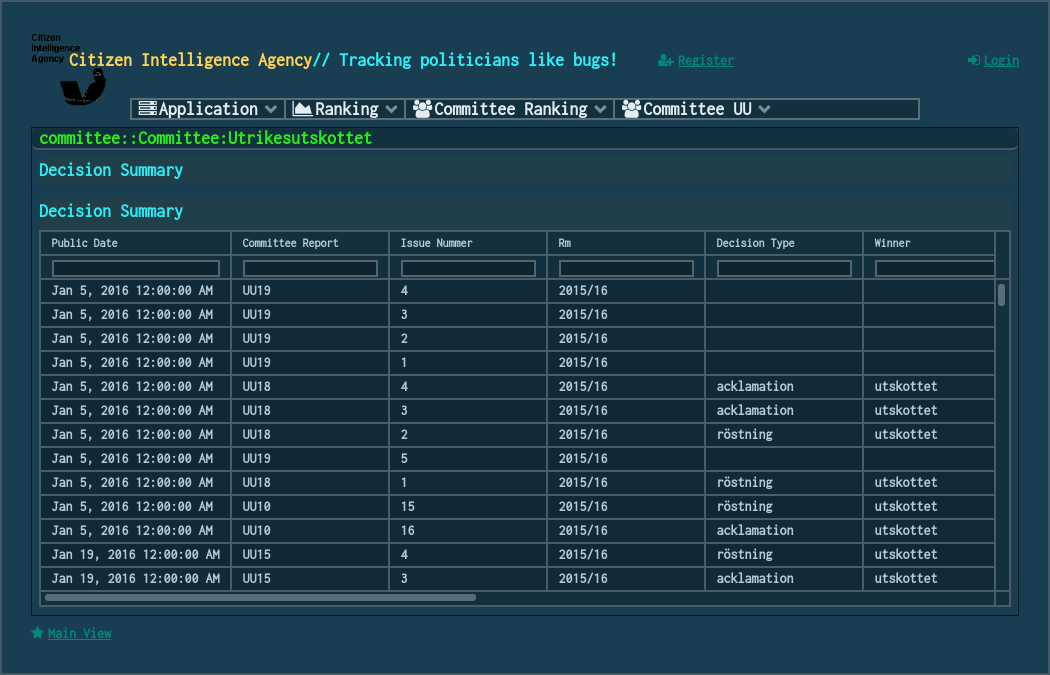 Citizen
Intelligence
Agency
Citizen Intelligence Agency// Tracking politicians like bugs!
Register
Login
Application Ranking Committee Ranking Committee UU
committee::Committee:Utrikesutskottet
Decision Summary
Decision Summary
Public Date Committee Report Issue Nummer Rm Decision Type Winner
Jan 5, 2016 12:00:00 AM UU19 4 2015/16
Jan 5, 2016 12:00:00 AM UU19 3 2015/16
Jan 5, 2016 12:00:00 AM UU19 2 2015/16
Jan 5, 2016 12:00:00 AM UU19 1 2015/16
Jan 5, 2016 12:00:00 AM UU18 4 2015/16 acklamation utskottet
Jan 5, 2016 12:00:00 AM UU18 3 2015/16 acklamation utskottet
Jan 5, 2016 12:00:00 AM UU18 2 2015/16 röstning utskottet
Jan 5, 2016 12:00:00 AM UU19 5 2015/16
Jan 5, 2016 12:00:00 AM UU18 1 2015/16 röstning utskottet
Jan 5, 2016 12:00:00 AM UU10 15 2015/16 röstning utskottet
Jan 5, 2016 12:00:00 AM UU10 16 2015/16 acklamation utskottet
Jan 19, 2016 12:00:00 AM UU15 4 2015/16 röstning utskottet
Jan 19, 2016 12:00:00 AM UU15 3 2015/16 acklamation utskottet
Main View